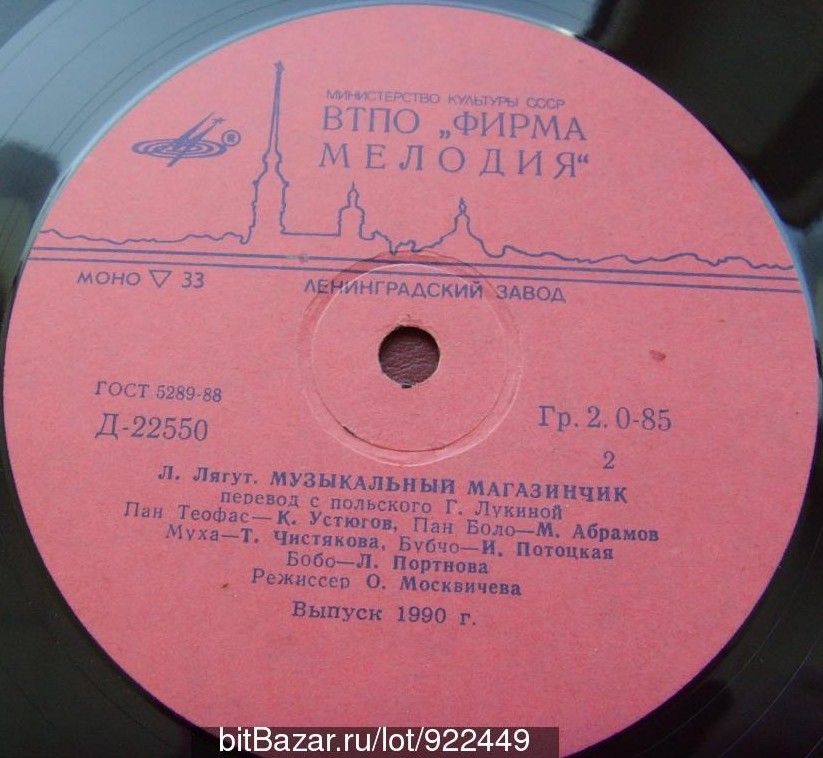 МИНИСТЕРСТВО КУЛЬТУРЫ СССР
ВТПО „ФИРМА
МЕЛОДИЯ“
®
МОНО ▽ 33
ЛЕНИНГРАДСКИЙ ЗАВОД
ГОСТ 5289-88
Д-22550
Гр. 2. 0-85
2
Л. Лягут. МУЗЫКАЛЬНЫЙ МАГАЗИНЧИК
перевод с польского Г. Лукиной
Пан Теофас—К. Устюгов, Пан Боло—М. Абрамов
Муха—Т. Чистякова, Бубчо—И. Потоцкая
Бобо—Л. Портнова
Режиссер О. Москвичева
Выпуск 1990 г.
bitBazar.ru/lot/922449